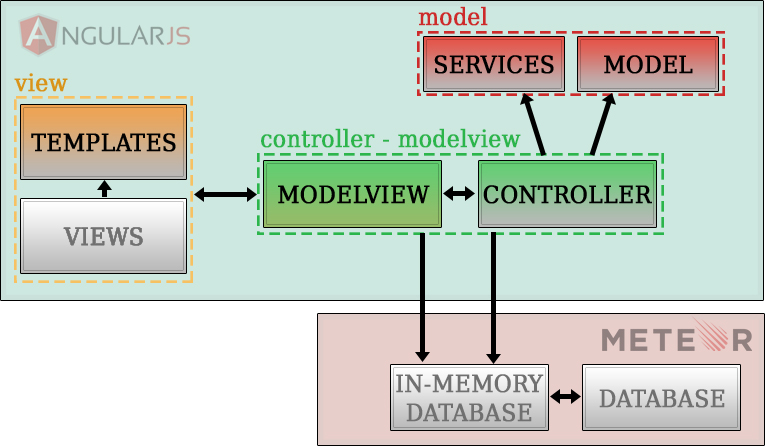 ANGULARJS
model
SERVICES
MODEL
view
TEMPLATES
VIEWS
controller - modelview
MODELVIEW
CONTROLLER
METEOR
IN-MEMORY
DATABASE
DATABASE